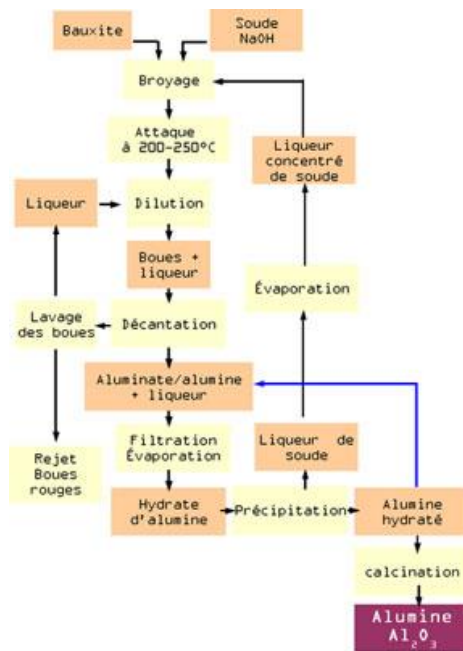 Bauxite
Soude
NaOH
Broyage
Attaque
à 200-250°C
Liqueur
concentré
de soude
Liqueur
Dilution
Boues +
liqueur
Évaporation
Lavage
des boues
Décantation
Aluminate/alumine
+ liqueur
Filtration
Évaporation
Liqueur de
soude
Rejet
Boues
rouges
Hydrate
d'alumine
Précipitation
Alumine
hydraté
calcination
Alumine
Al₂O₃